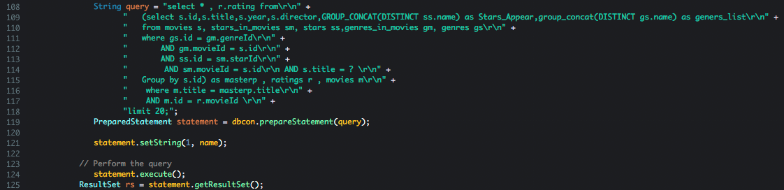 108 String query = "select * , r.rating from\r\n" +
109 " (select s.id,s.title,s.year,s.director,GROUP_CONCAT(DISTINCT ss.name) as Stars_Appear,group_concat(DISTINCT gs.name) as geners_list\r\n" +
110 " from movies s, stars_in_movies sm, stars ss,genres_in_movies gm, genres gs\r\n" +
111 " where gs.id = gm.genreId\r\n" +
112 " AND gm.movieId = s.id\r\n" +
113 " AND ss.id = sm.starId\r\n" +
114 " AND sm.movieId = s.id\r\n AND s.title = ? \r\n" +
115 " Group by s.id) as masterp , ratings r , movies m\r\n" +
116 " where m.title = masterp.title\r\n" +
117 " AND m.id = r.movieId \r\n" +
118 "limit 20;";
119 PreparedStatement statement = dbcon.prepareStatement(query);
120
121 statement.setString(1, name);
122
123 // Perform the query
124 statement.execute();
125 ResultSet rs = statement.getResultSet();